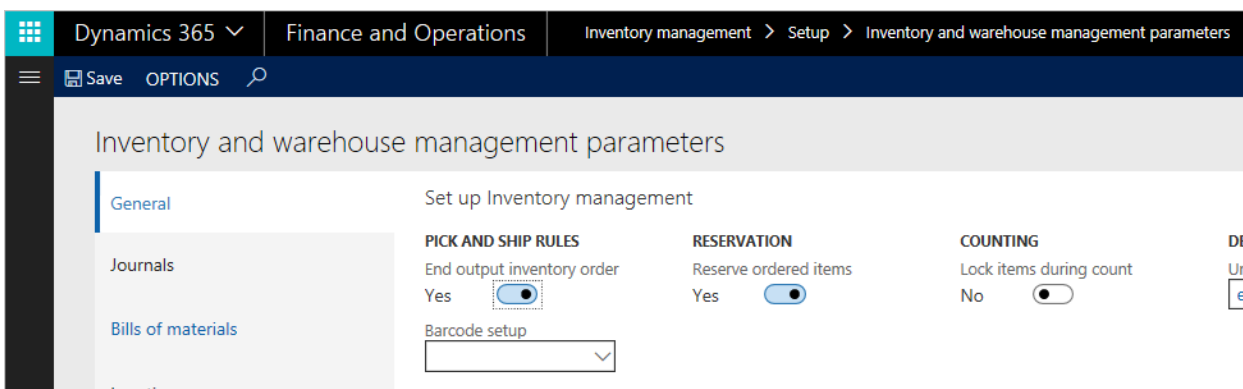 Dynamics 365 Finance and Operations Inventory management > Setup > Inventory and warehouse management parameters
Save OPTIONS
Inventory and warehouse management parameters
General
Journals
Bills of materials
Set up Inventory management
PICK AND SHIP RULES
End output inventory order
Yes
Barcode setup
RESERVATION
Reserve ordered items
Yes
COUNTING
Lock items during count
No